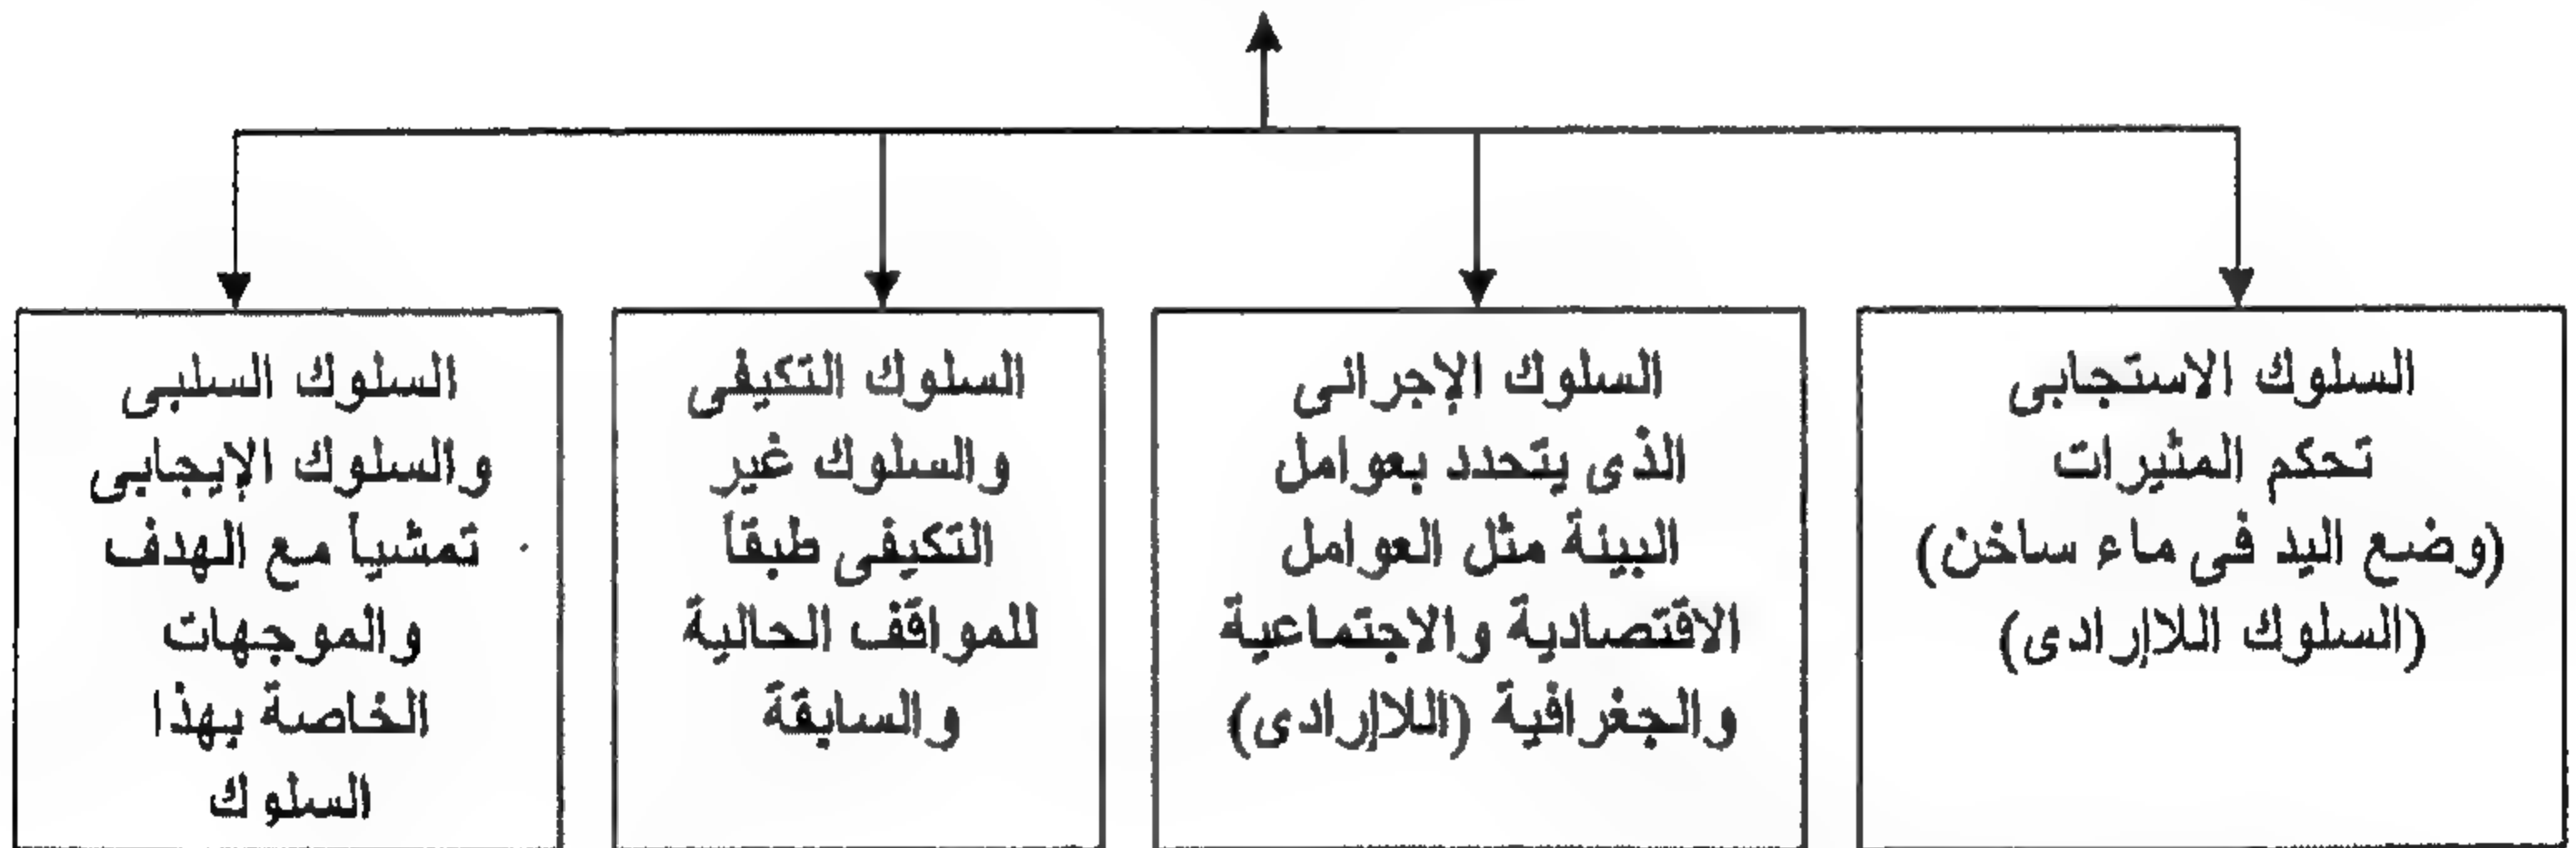 السلوك الاستجابى
تحكم المثيرات
(وضع اليد فى ماء ساخن)
(السلوك اللاإرادى)
السلوك الإجرائى
الذى يتحدد بعوامل
البيئة مثل العوامل
الاقتصادية والاجتماعية
والجغرافية (اللاإرادى)
السلوك التكيفى
والسلوك غير
التكيفى طبقاً
للمواقف الحالية
والسابقة
السلوك السلبى
والسلوك الإيجابى
تمشياً مع الهدف
والموجهات
الخاصة بهذا
السلوك